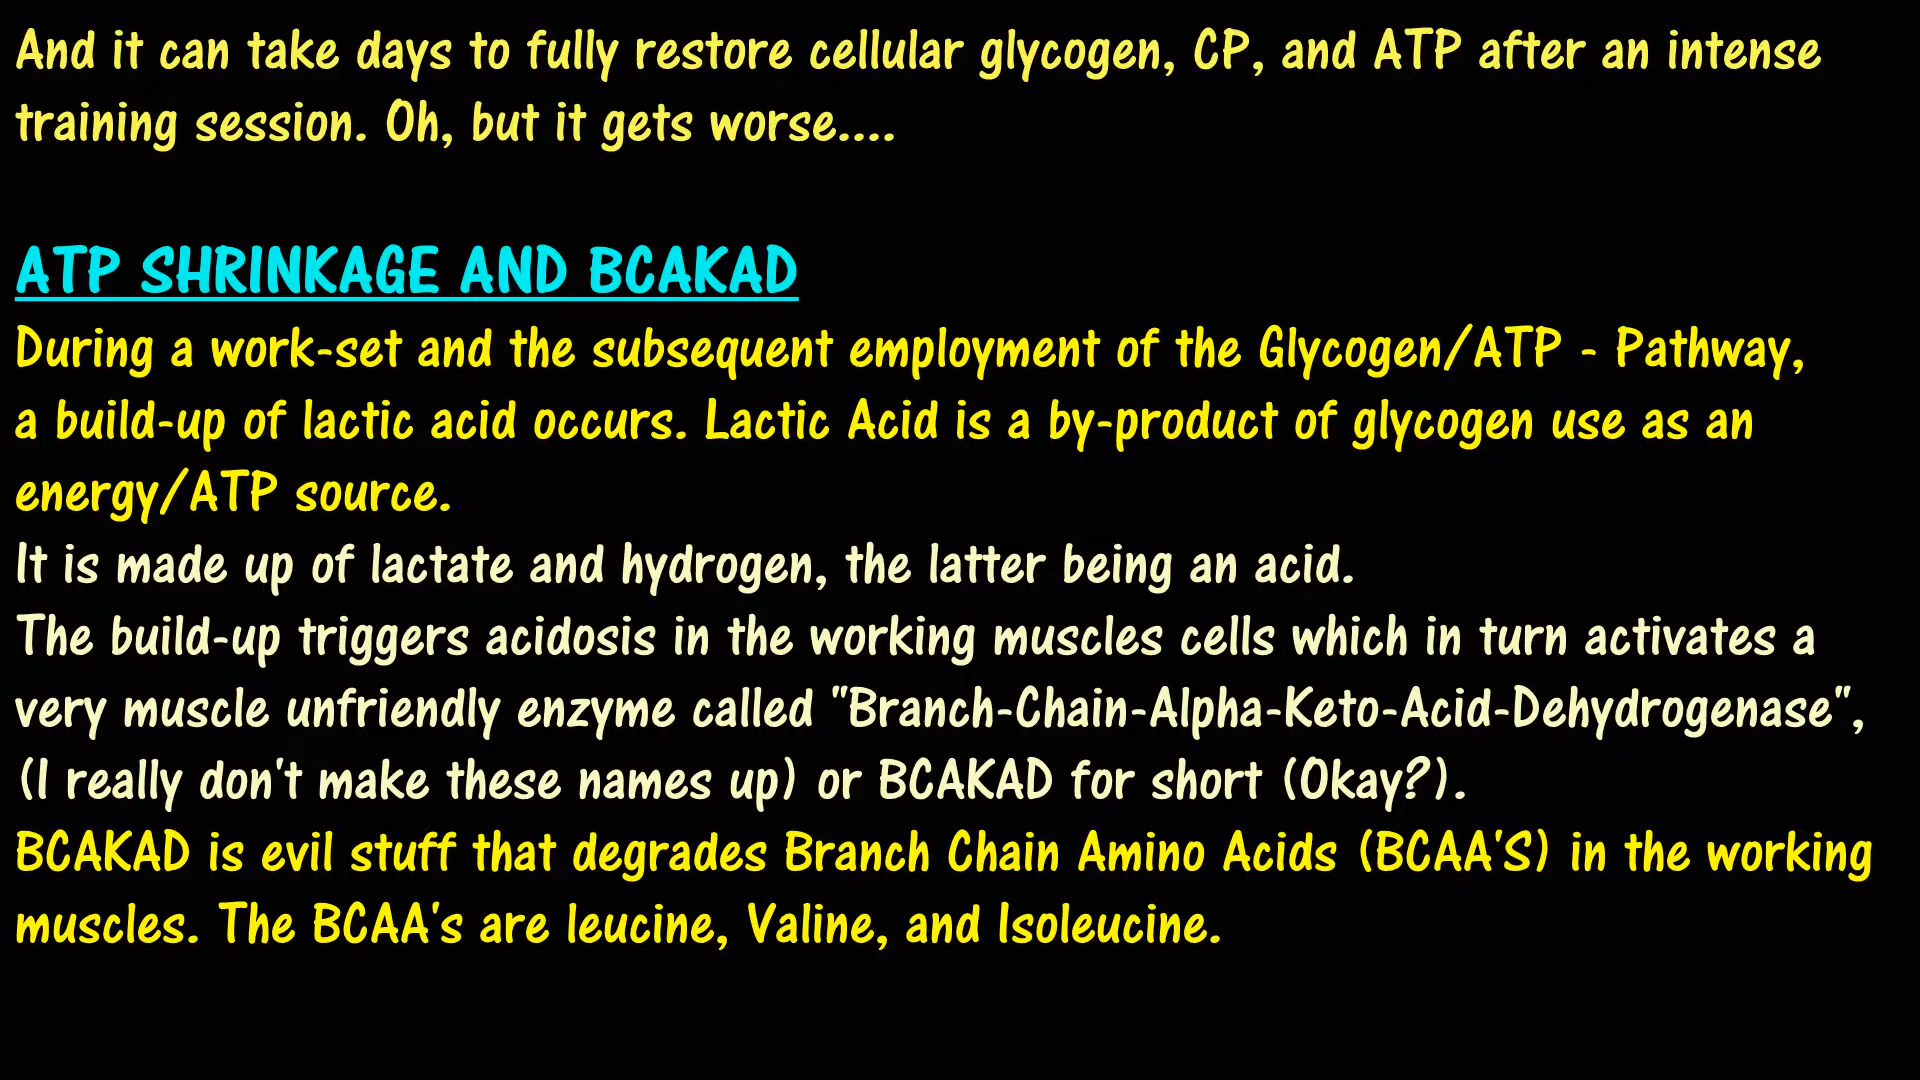 And it can take days to fully restore cellular glycogen, CP, and ATP after an intense
training session. Oh, but it gets worse....
ATP SHRINKAGE AND BCAKAD
During a work-set and the subsequent employment of the Glycogen/ATP - Pathway,
a build-up of lactic acid occurs. Lactic Acid is a by-product of glycogen use as an
energy/ATP source.
It is made up of lactate and hydrogen, the latter being an acid.
The build-up triggers acidosis in the working muscles cells which in turn activates a
very muscle unfriendly enzyme called "Branch-Chain-Alpha-Keto-Acid-Dehydrogenase",
(I really don't make these names up) or BCAKAD for short (Okay?).
BCAKAD is evil stuff that degrades Branch Chain Amino Acids (BCAA'S) in the working
muscles. The BCAA's are leucine, Valine, and Isoleucine.